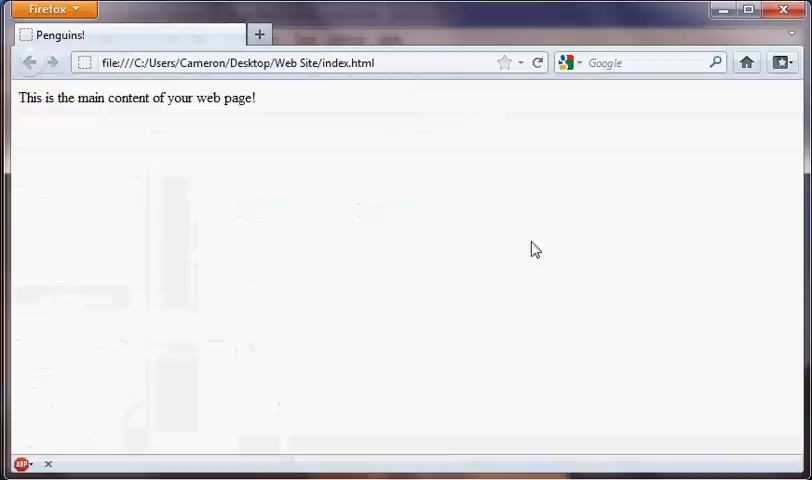 Firefox
Penguins!
file:///C:/Users/Cameron/Desktop/Web Site/index.html
Google
This is the main content of your web page!
ABP